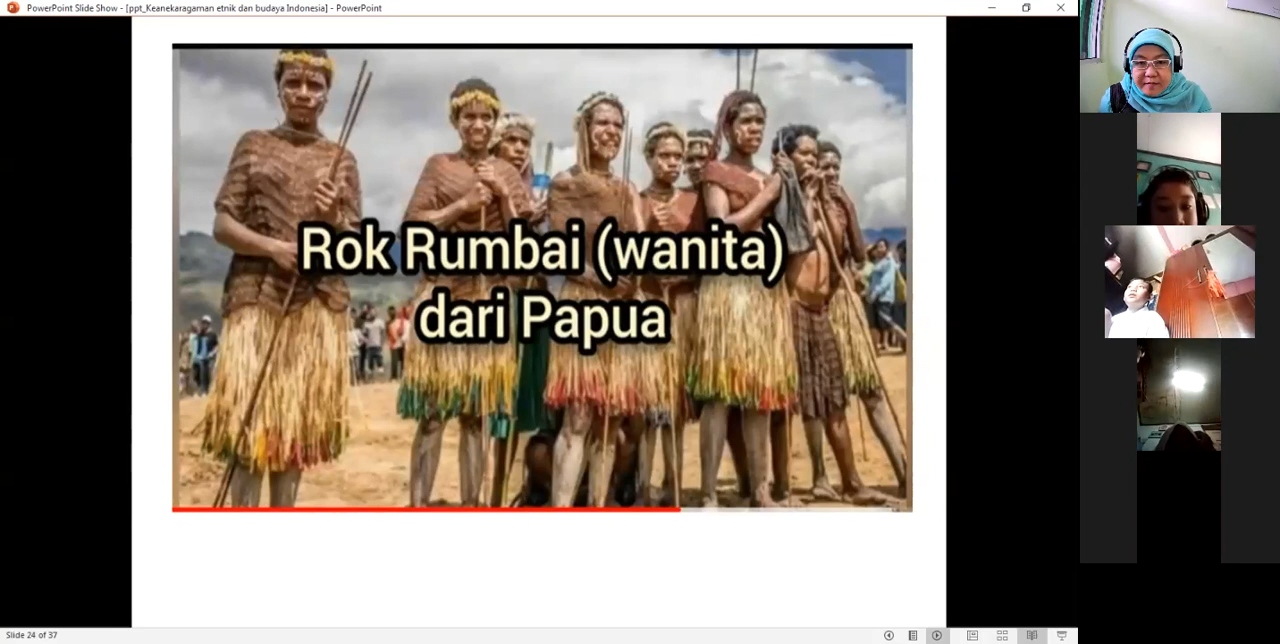 PowerPoint Slide Show - [ppt_Keanekaragaman etnik dan budaya Indonesia] - PowerPoint
Rok Rumbai (wanita)
dari Papua
Slide 24 of 37